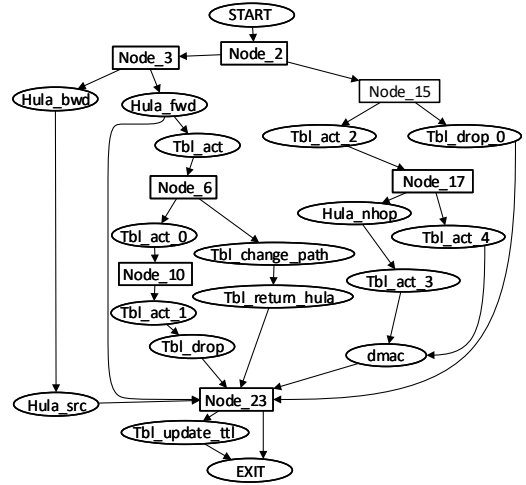 START
Node_2
Node_3
Node_15
Hula_bwd
Hula_fwd
Tbl_act_2
Tbl_drop_0
Tbl_act
Node_6
Node_17
Hula_nhop
Tbl_act_0
Tbl_change_path
Tbl_act_4
Node_10
Tbl_act_3
Tbl_act_1
Tbl_return_hula
Tbl_drop
dmac
Hula_src
Node_23
Tbl_update_ttl
EXIT